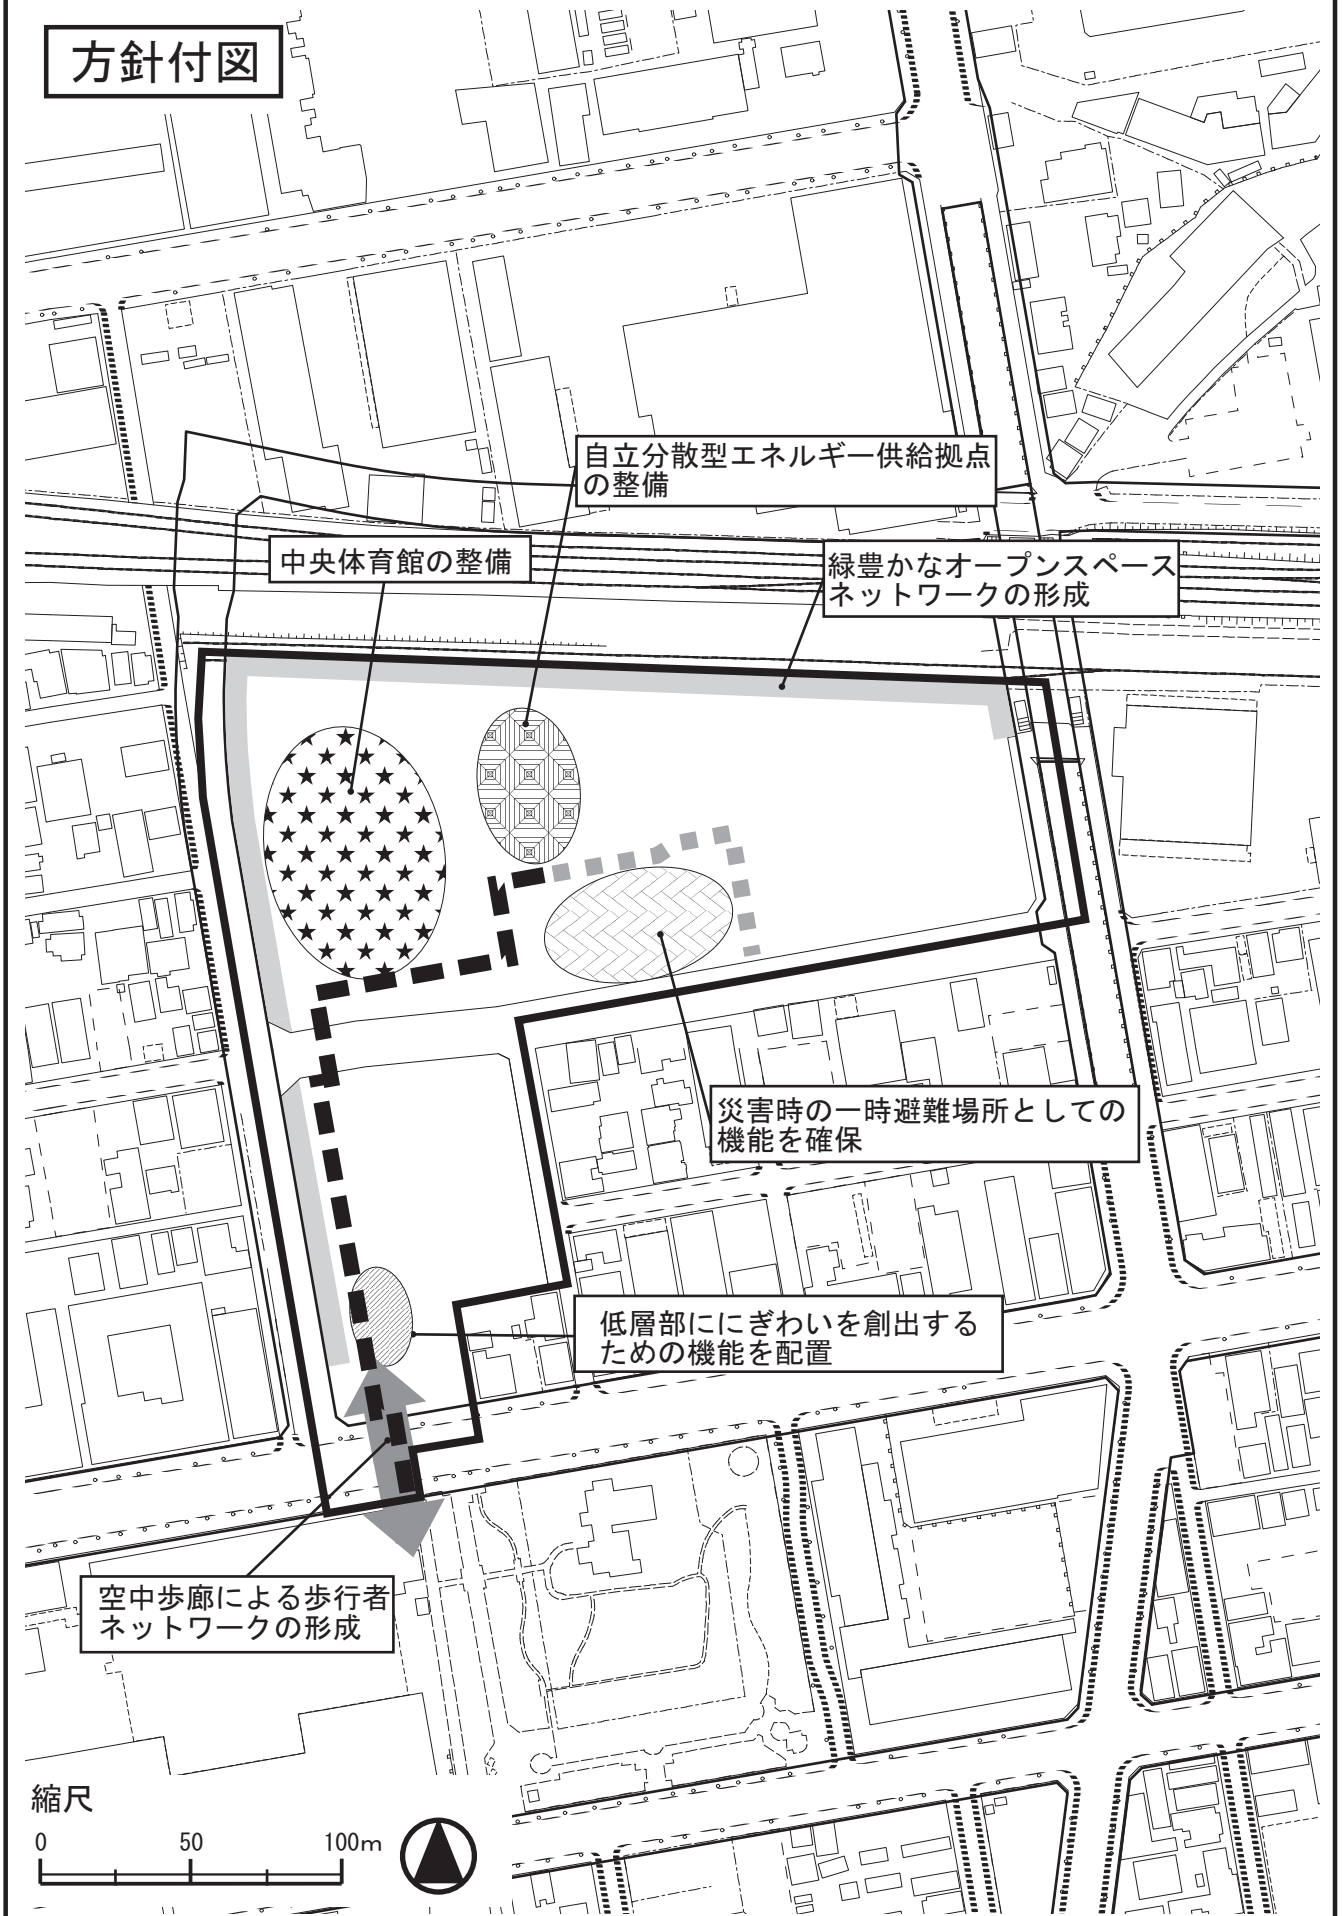 方針付図
自立分散型エネルギー供給拠点
の整備
中央体育館の整備
緑豊かなオープンスペース
ネットワークの形成
災害時の一時避難場所としての
機能を確保
低層部ににぎわいを創出する
ための機能を配置
空中歩廊による歩行者
ネットワークの形成
縮尺
0 50 100m